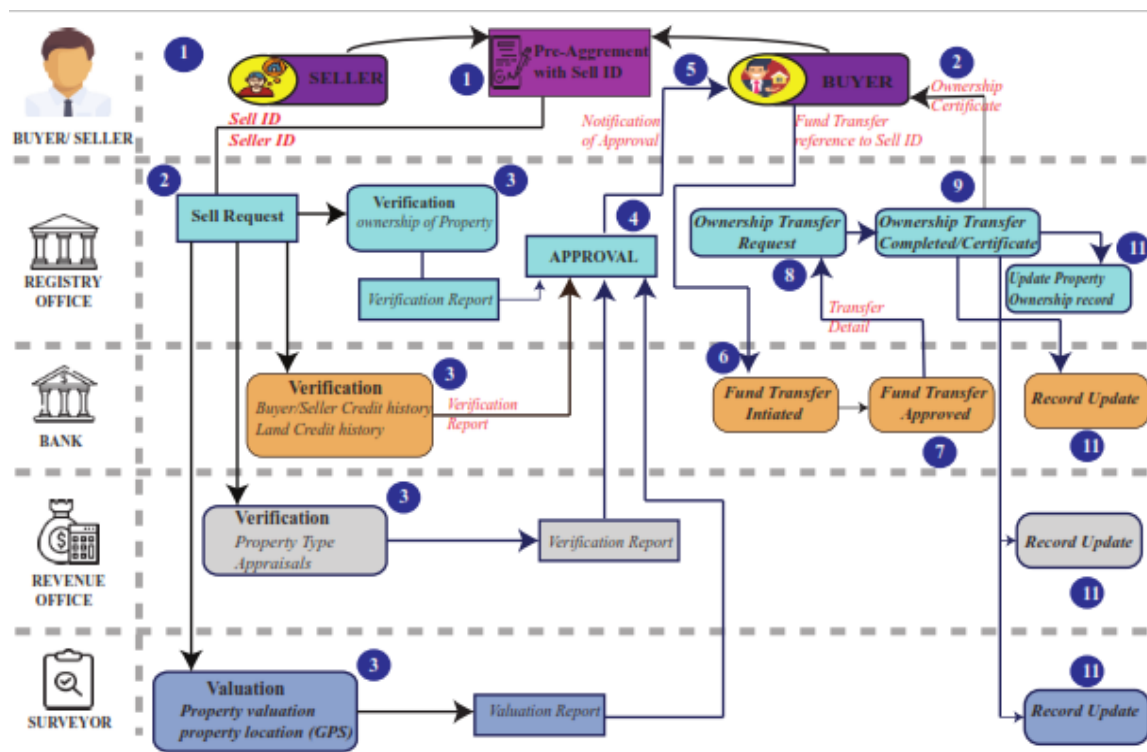 1
SELLER
1
Pre-Aggrement
with Sell ID
5
BUYER
2
Ownership
Certificate
BUYER/ SELLER
Sell ID
Seller ID
Notification
of Approval
Fund Transfer
reference to Sell ID
2
Sell Request
3
Verification
ownership of Property
Verification Report
4
APPROVAL
Ownership Transfer
Request
8
9
Ownership Transfer
Completed/Certificate
11
Update Property
Ownership record
REGISTRY
OFFICE
Transfer
Detail
3
Verification
Buyer/Seller Credit history
Land Credit history
Verification
Report
6
Fund Transfer
Intiated
Fund Transfer
Approved
7
Record Update
11
BANK
3
Verification
Property Type
Appraisals
Verification Report
Record Update
11
REVENUE
OFFICE
3
Valuation
Property valuation
property location (GPS)
Valuation Report
11
Record Update
SURVEYOR